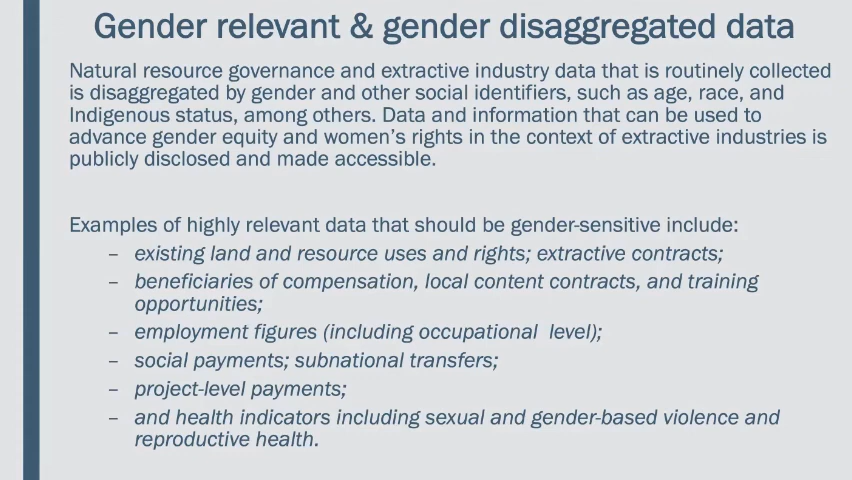 Gender relevant & gender disaggregated data
Natural resource governance and extractive industry data that is routinely collected
is disaggregated by gender and other social identifiers, such as age, race, and
Indigenous status, among others. Data and information that can be used to
advance gender equity and women’s rights in the context of extractive industries is
publicly disclosed and made accessible.
Examples of highly relevant data that should be gender-sensitive include:
– existing land and resource uses and rights; extractive contracts;
– beneficiaries of compensation, local content contracts, and training
opportunities;
– employment figures (including occupational  level);
– social payments; subnational transfers;
– project-level payments;
– and health indicators including sexual and gender-based violence and
reproductive health.